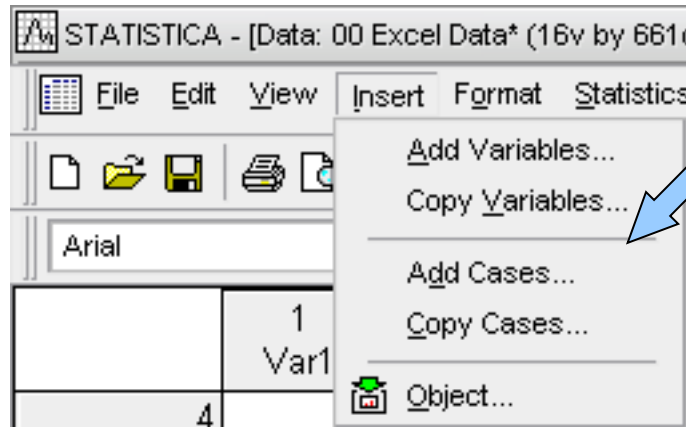 STATISTICA - [Data: 00 Excel Data* (16v by 661
File Edit View Insert Format Statistics
Add Variables...
Copy Variables...
Arial
Add Cases...
1
Copy Cases...
Var1
Object...
4